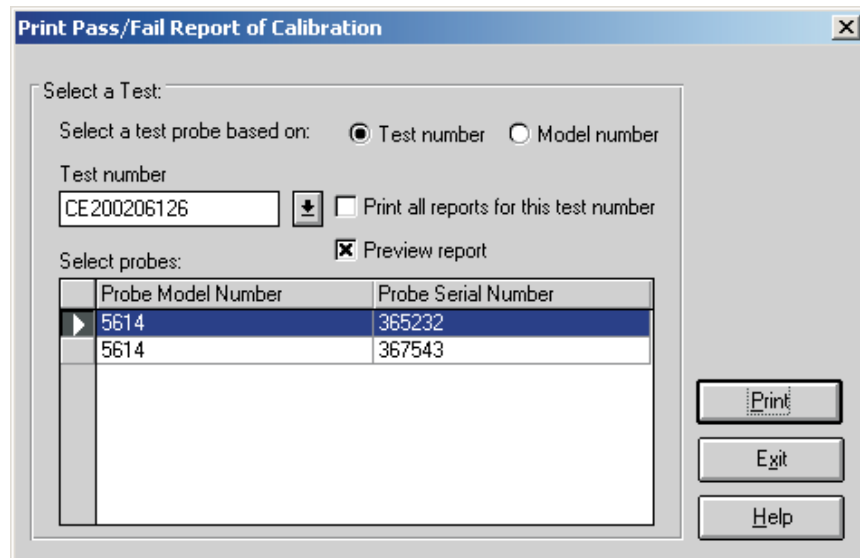 Print Pass/Fail Report of Calibration
Select a Test:
Select a test probe based on: Test number Model number
Test number
CE200206126 Print all reports for this test number
Preview report
Select probes:
Probe Model Number Probe Serial Number
5614 365232
5614 367543
Print
Exit
Help